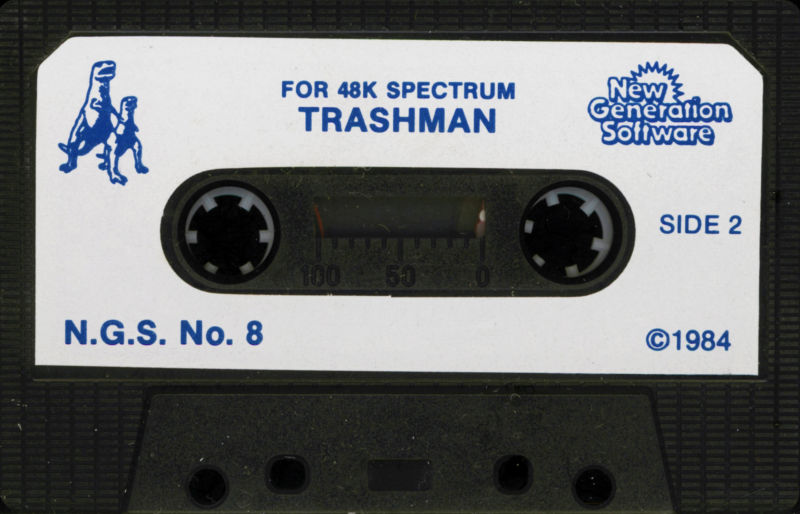 FOR 48K SPECTRUM
TRASHMAN
New
Generation
Software
SIDE 2
100 50 0
N.G.S. No. 8
©1984